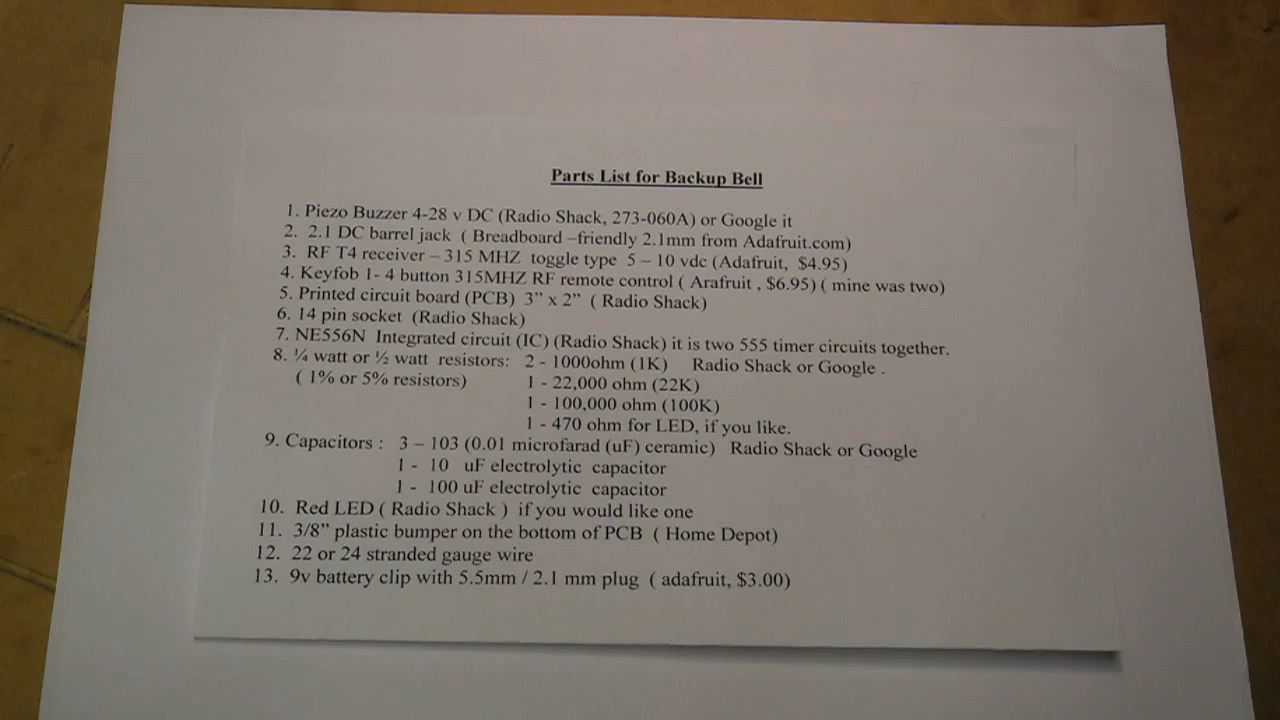 Parts List for Backup Bell
1. Piezo Buzzer 4-28 v DC (Radio Shack, 273-060A) or Google it
2. 2.1 DC barrel jack ( Breadboard –friendly 2.1mm from Adafruit.com)
3. RF T4 receiver – 315 MHZ toggle type 5 – 10 vdc (Adafruit, $4.95)
4. Keyfob 1- 4 button 315MHZ RF remote control ( Arafruit , $6.95) ( mine was two)
5. Printed circuit board (PCB) 3” x 2” ( Radio Shack)
6. 14 pin socket (Radio Shack)
7. NE556N Integrated circuit (IC) (Radio Shack) it is two 555 timer circuits together.
8. ¼ watt or ½ watt resistors: 2 - 1000ohm (1K) Radio Shack or Google .
( 1% or 5% resistors) 1 - 22,000 ohm (22K)
1 - 100,000 ohm (100K)
1 - 470 ohm for LED, if you like.
9. Capacitors : 3 – 103 (0.01 microfarad (uF) ceramic) Radio Shack or Google
1 - 10 uF electrolytic capacitor
1 - 100 uF electrolytic capacitor
10. Red LED ( Radio Shack ) if you would like one
11. 3/8” plastic bumper on the bottom of PCB ( Home Depot)
12. 22 or 24 stranded gauge wire
13. 9v battery clip with 5.5mm / 2.1 mm plug ( adafruit, $3.00)